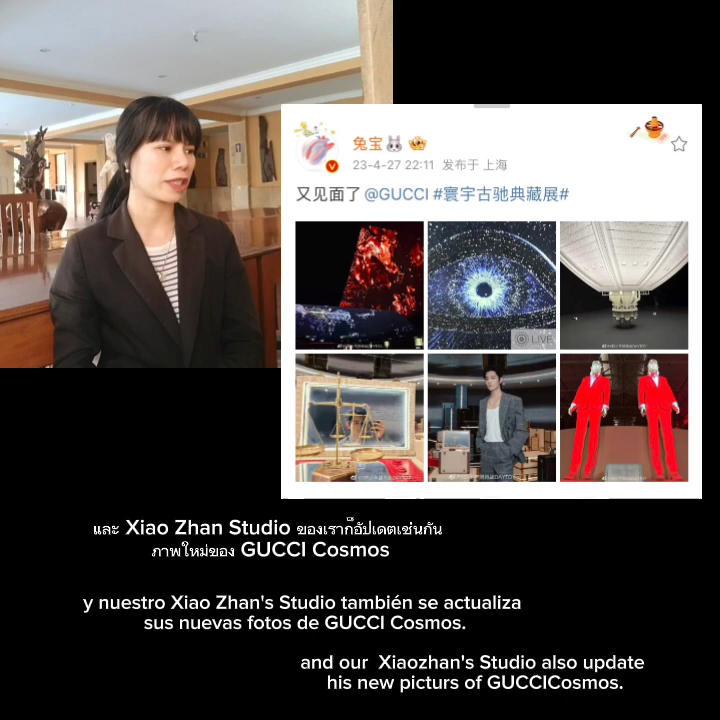 兔宝
23-4-27 22:11 发布于 上海
又见面了 @GUCCI #寰宇古驰典藏展#
LIVE
และ Xiao Zhan Studio ของเราก็อัปเดตเช่นกัน
ภาพใหม่ของ GUCCI Cosmos
y nuestro Xiao Zhan's Studio también se actualiza
sus nuevas fotos de GUCCI Cosmos.
and our Xiaozhan's Studio also update
his new picturs of GUCCICosmos.